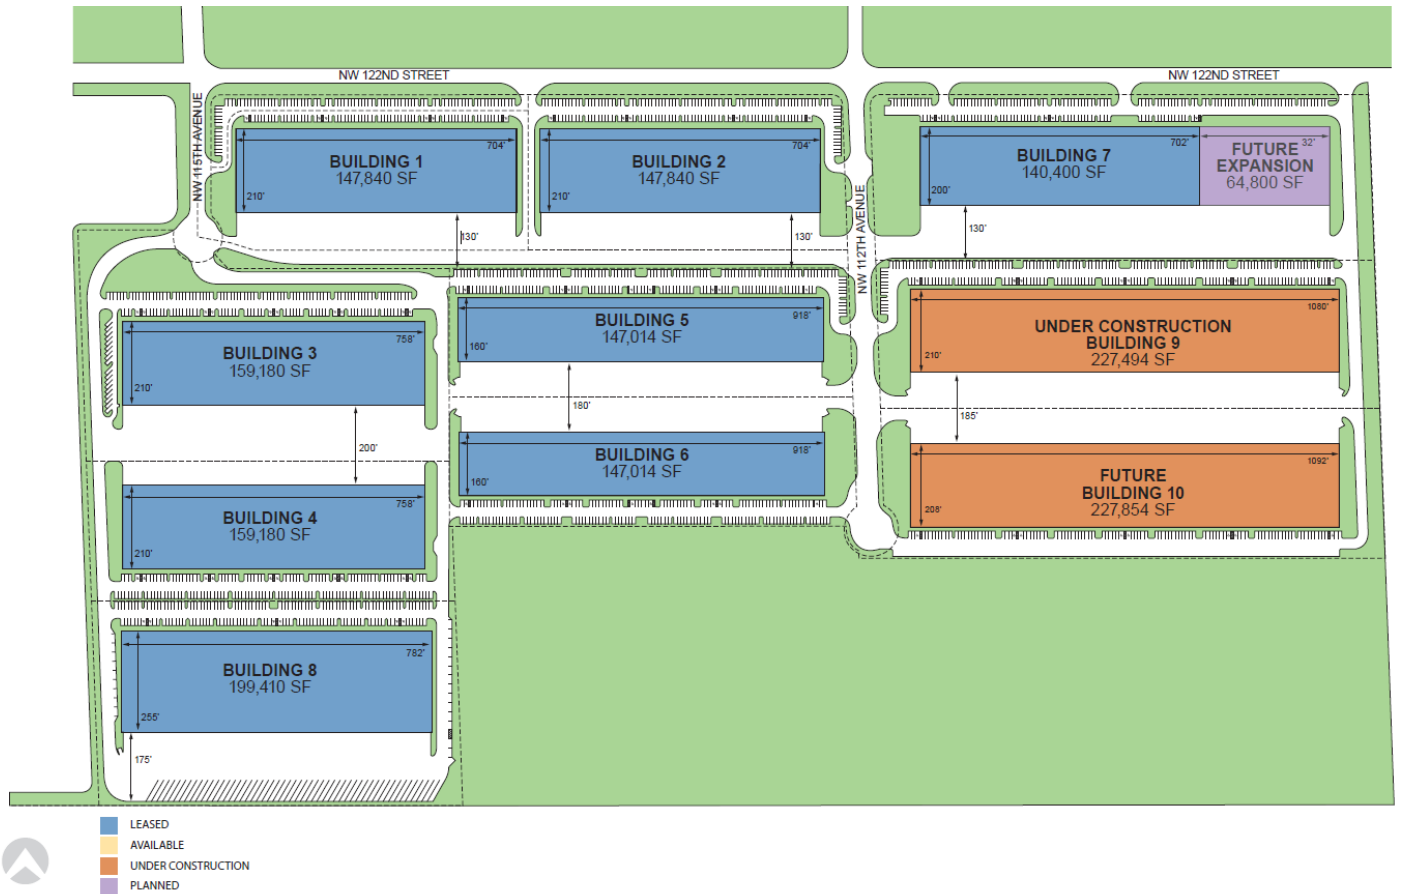 NW 122ND STREET
NW 122ND STREET
NW 115TH AVENUE
704'
BUILDING 1
147,840 SF
210'
704'
BUILDING 2
147,840 SF
210'
702'
BUILDING 7
140,400 SF
200'
32'
FUTURE
EXPANSION
64,800 SF
130'
130'
130'
NW 112TH AVENUE
758'
BUILDING 3
159,180 SF
210'
918'
BUILDING 5
147,014 SF
160'
1080'
UNDER CONSTRUCTION
BUILDING 9
227,494 SF
210'
200'
180'
185'
758'
BUILDING 4
159,180 SF
210'
918'
BUILDING 6
147,014 SF
160'
1092'
FUTURE
BUILDING 10
227,854 SF
208'
782'
BUILDING 8
199,410 SF
255'
175'
LEASED
AVAILABLE
UNDER CONSTRUCTION
PLANNED